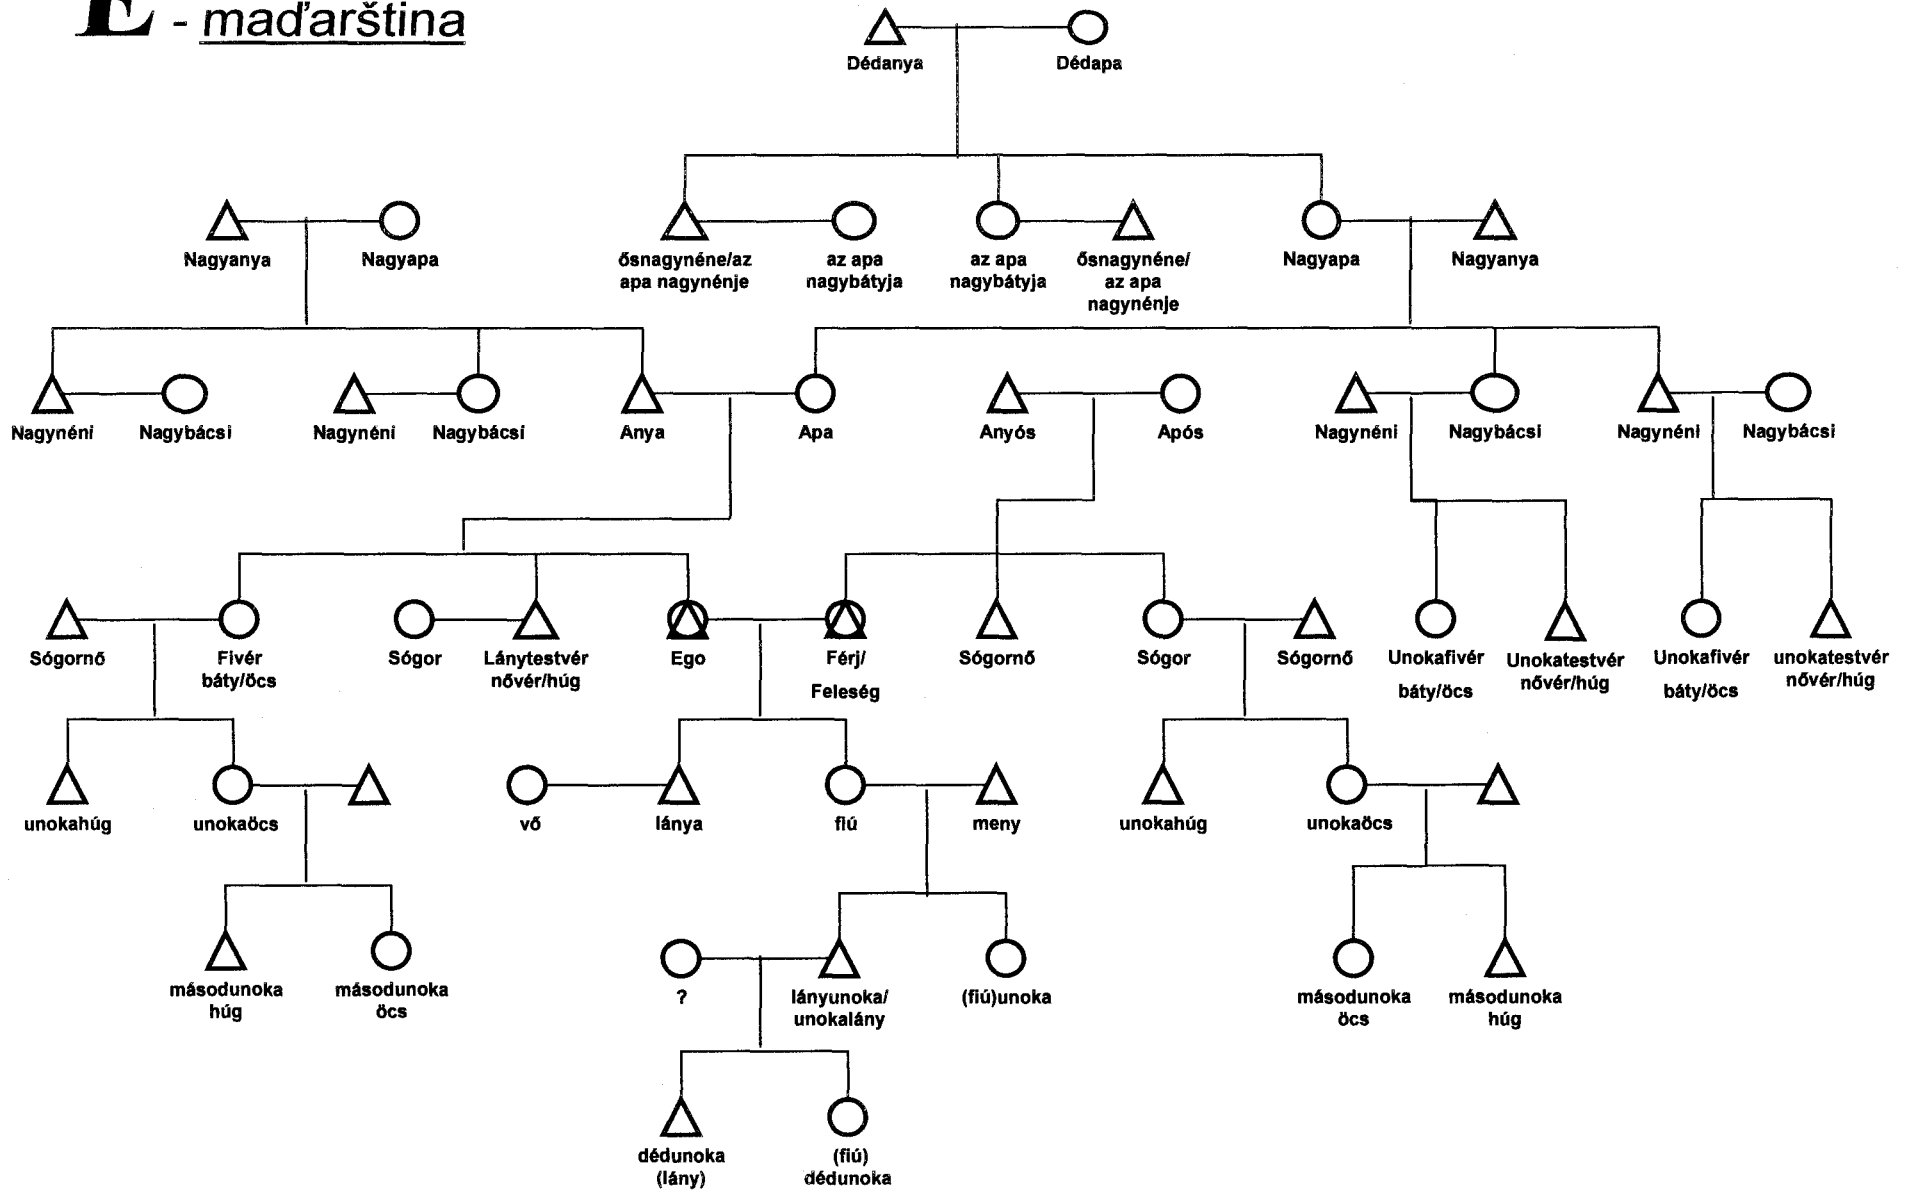 E - maďarština
Dédanya Dédapa
Nagyanya Nagyapa ősnagynéne/az az apa az apa ősnagynéne/ Nagyapa Nagyanya
apa nagynénje nagybátyja nagybátyja az apa
nagynénje
Nagynéni Nagybácsi Nagynéni Nagybácsi Anya Apa Anyós Após Nagynéni Nagybácsi Nagynéni Nagybácsi
Sógornő Fivér Sógor Lánytestvér Ego Férj/ Sógornő Sógor Sógornő Unokafivér Unokatestvér Unokafivér unokatestvér
báty/öcs nővér/húg Feleség báty/öcs nővér/húg báty/öcs nővér/húg
unokahúg unokaöcs vő lánya fiú meny unokahúg unokaöcs
másodunoka másodunoka ? lányunoka/ (fiú)unoka másodunoka másodunoka
húg öcs unokalány öcs húg
dédunoka (fiú)
(lány) dédunoka